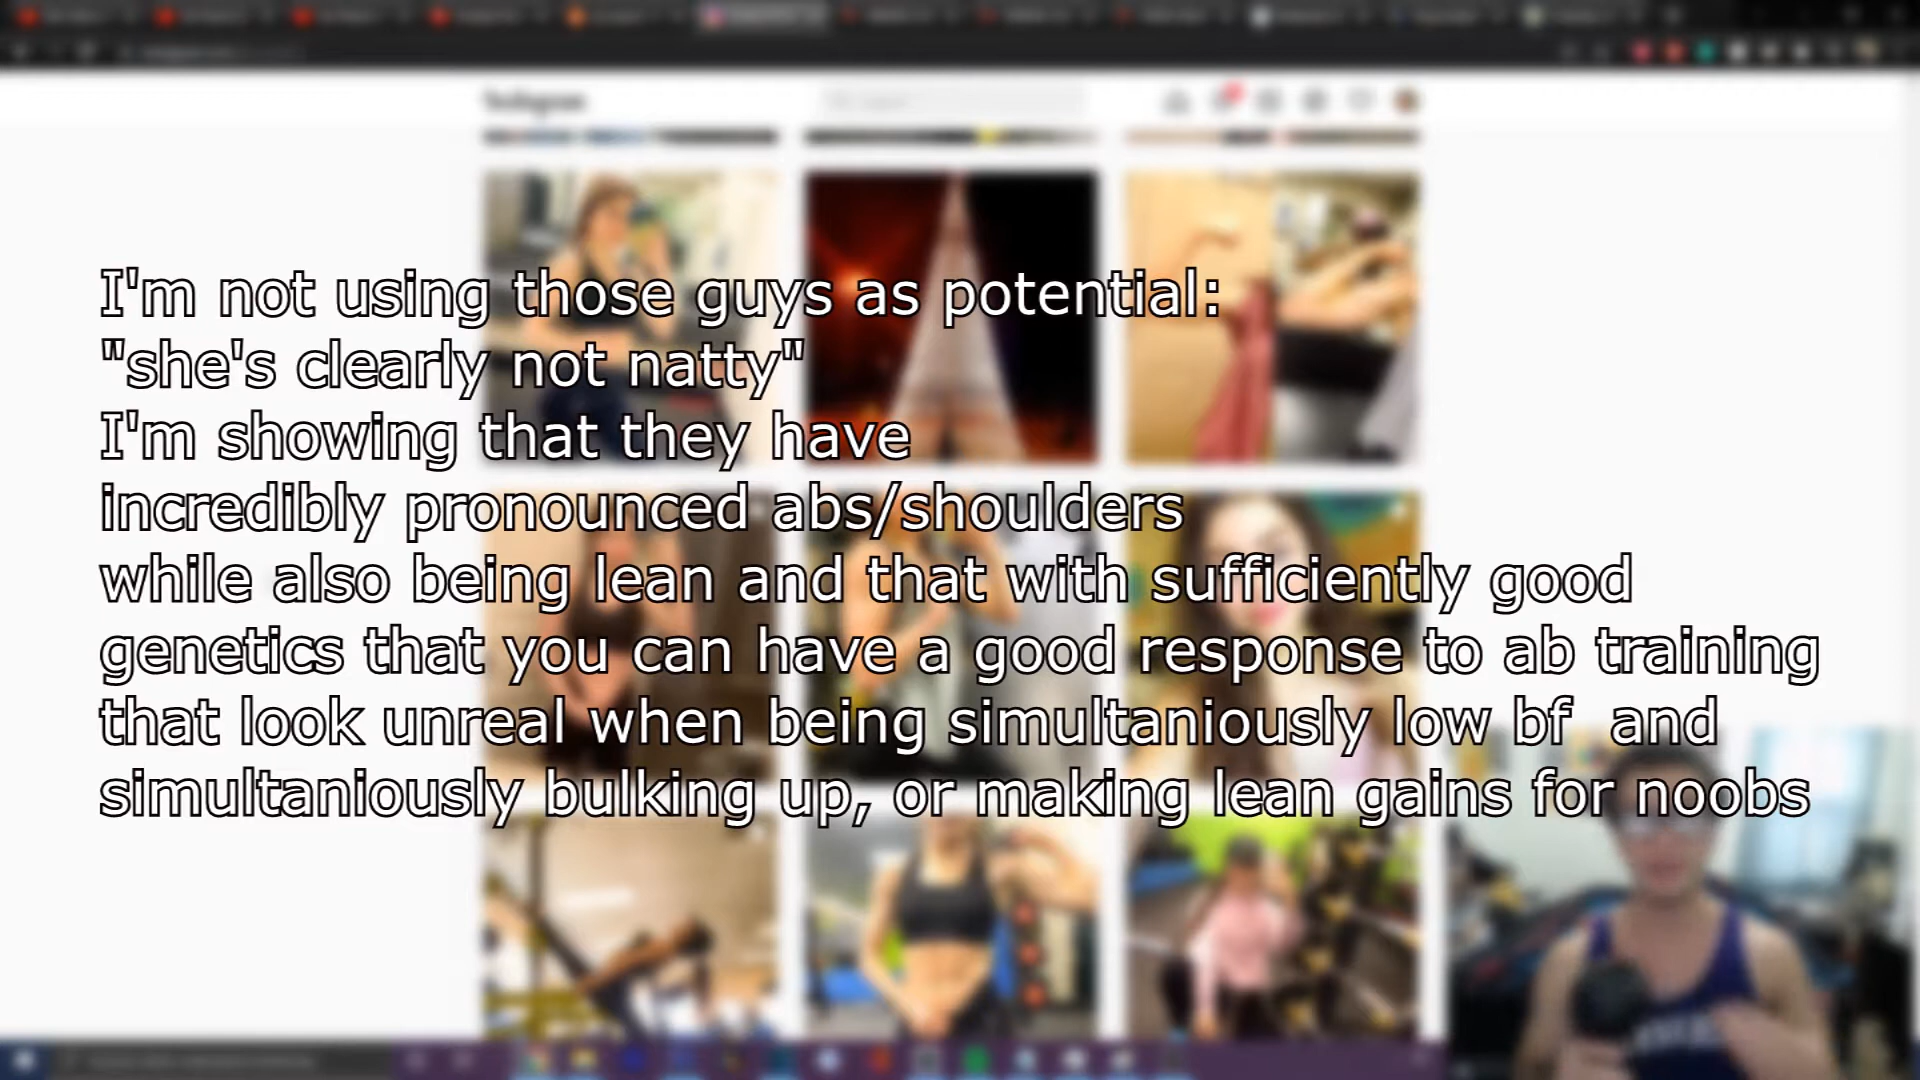 I'm not using those guys as potential:
"she's clearly not natty"
I'm showing that they have
incredibly pronounced abs/shoulders
while also being lean and that with sufficiently good
genetics that you can have a good response to ab training
that look unreal when being simultaniously low bf  and
simultaniously bulking up, or making lean gains for noobs